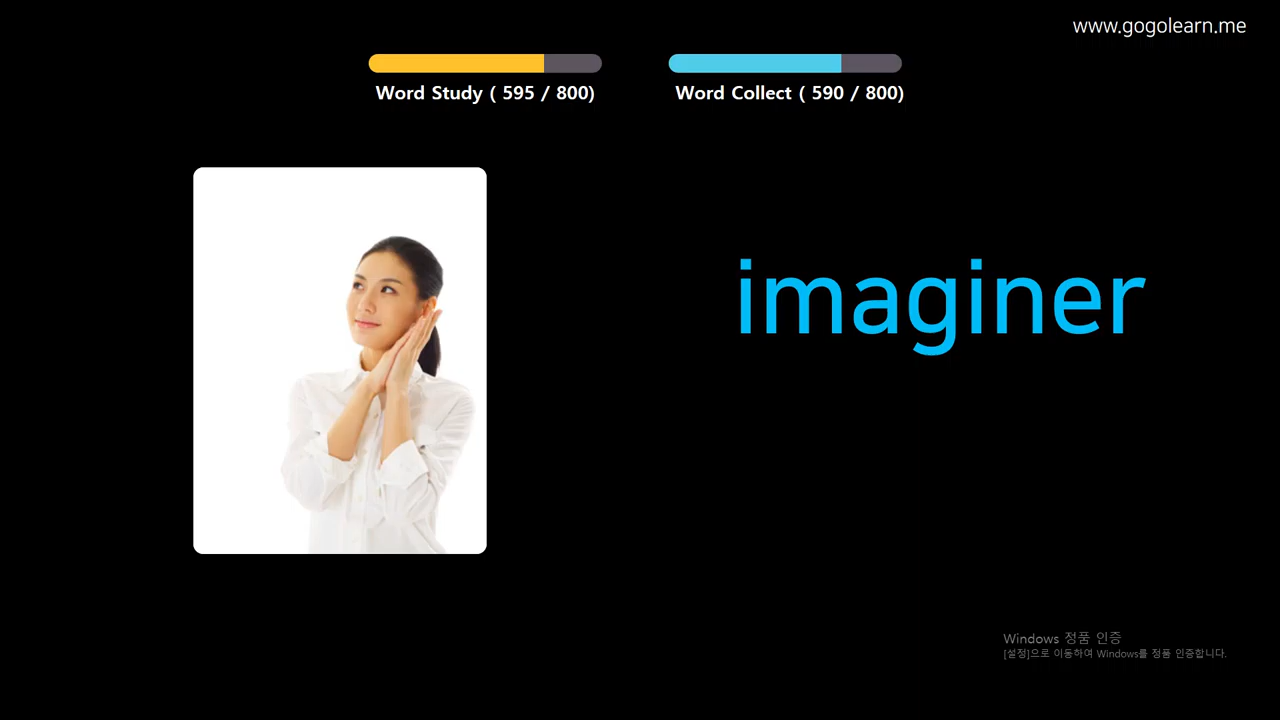 www.gogolearn.me
Word Study ( 595 / 800)
Word Collect ( 590 / 800)
imaginer
Windows 정품 인증
[설정]으로 이동하여 Windows를 정품 인증합니다.